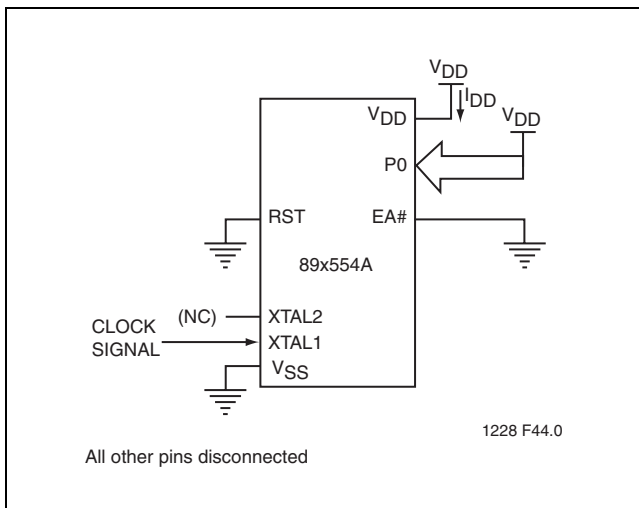 VDD
IDD
VDD
VDD
P0
RST
EA#
89x554A
(NC)
XTAL2
CLOCK
SIGNAL
XTAL1
VSS
1228 F44.0
All other pins disconnected